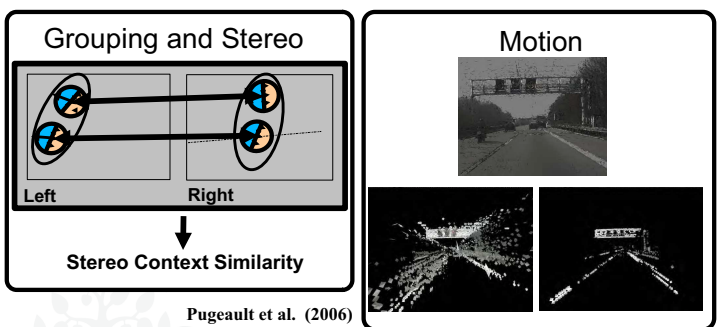 Grouping and Stereo
Left
Right
Stereo Context Similarity
Pugeault et al. (2006)
Motion